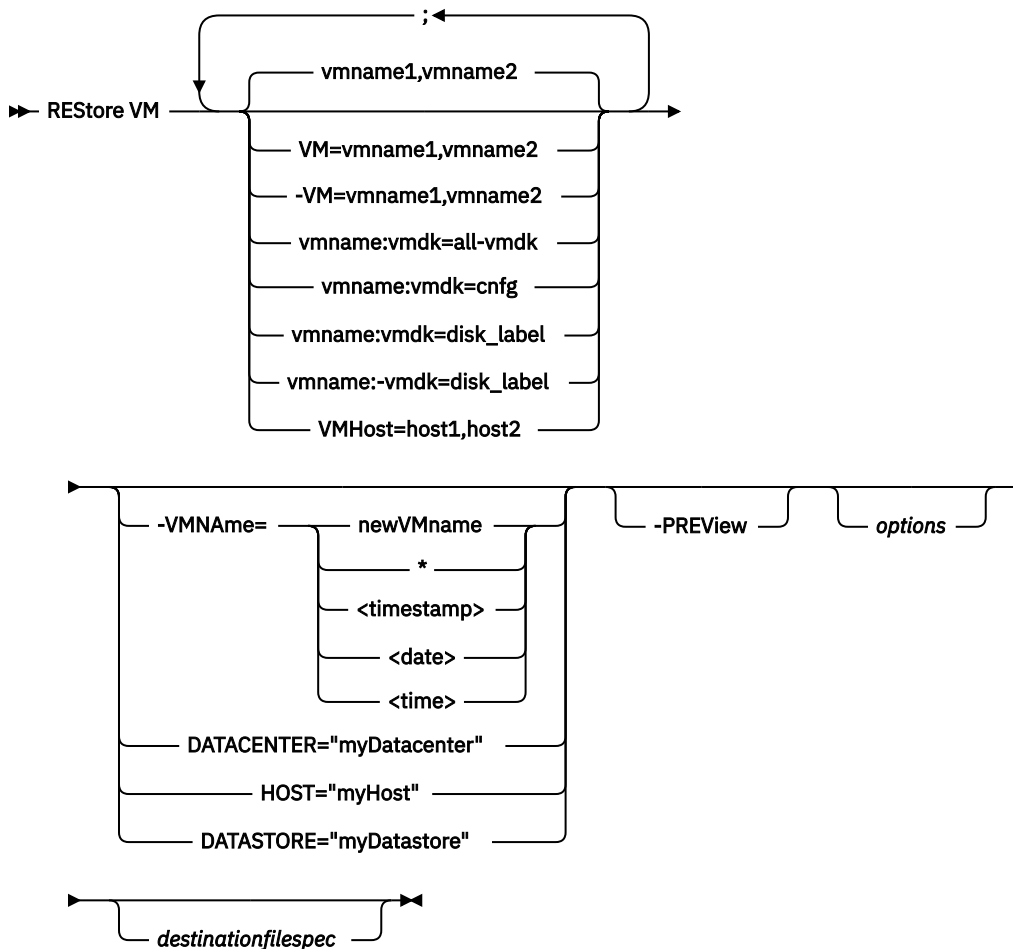 ;
vmname1,vmname2
REStore VM
VM=vmname1,vmname2
-VM=vmname1,vmname2
vmname:vmdk=all-vmdk
vmname:vmdk=cnfg
vmname:vmdk=disk_label
vmname:-vmdk=disk_label
VMHost=host1,host2
-VMNAme= newVMname -PREView options
*
<timestamp>
<date>
<time>
DATACENTER="myDatacenter"
HOST="myHost"
DATASTORE="myDatastore"
destinationfilespec